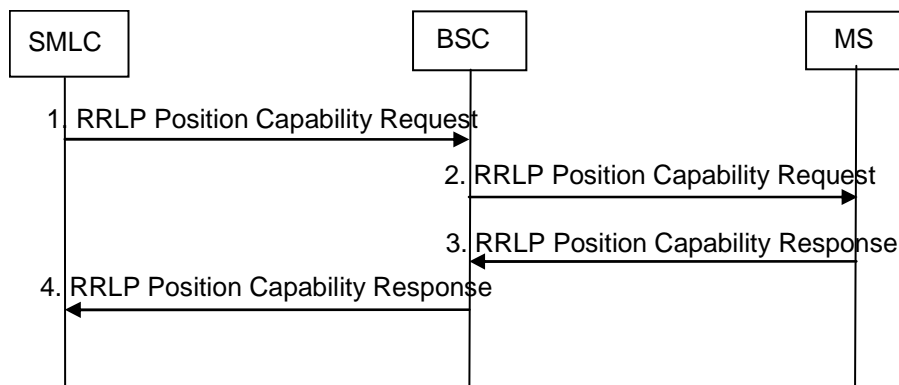 SMLC
BSC
MS
1. RRLP Position Capability Request
2. RRLP Position Capability Request
3. RRLP Position Capability Response
4. RRLP Position Capability Response